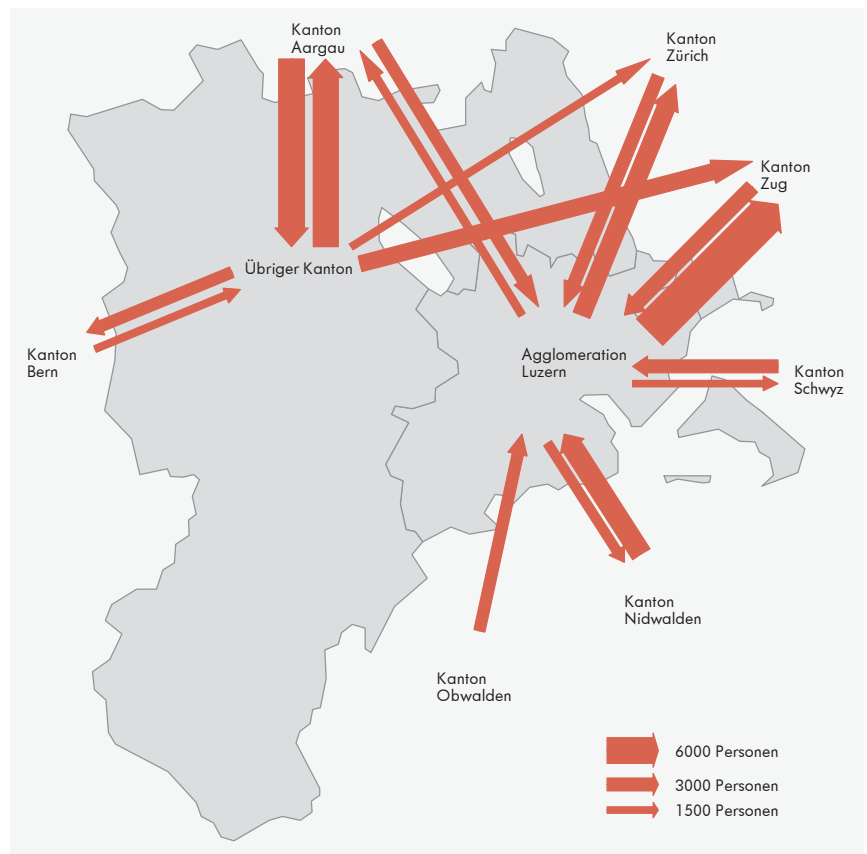 Kanton
Aargau
Kanton
Zürich
Kanton
Zug
Übriger Kanton
Kanton
Bern
Agglomeration
Luzern
Kanton
Schwyz
Kanton
Nidwalden
Kanton
Obwalden
6000 Personen
3000 Personen
1500 Personen